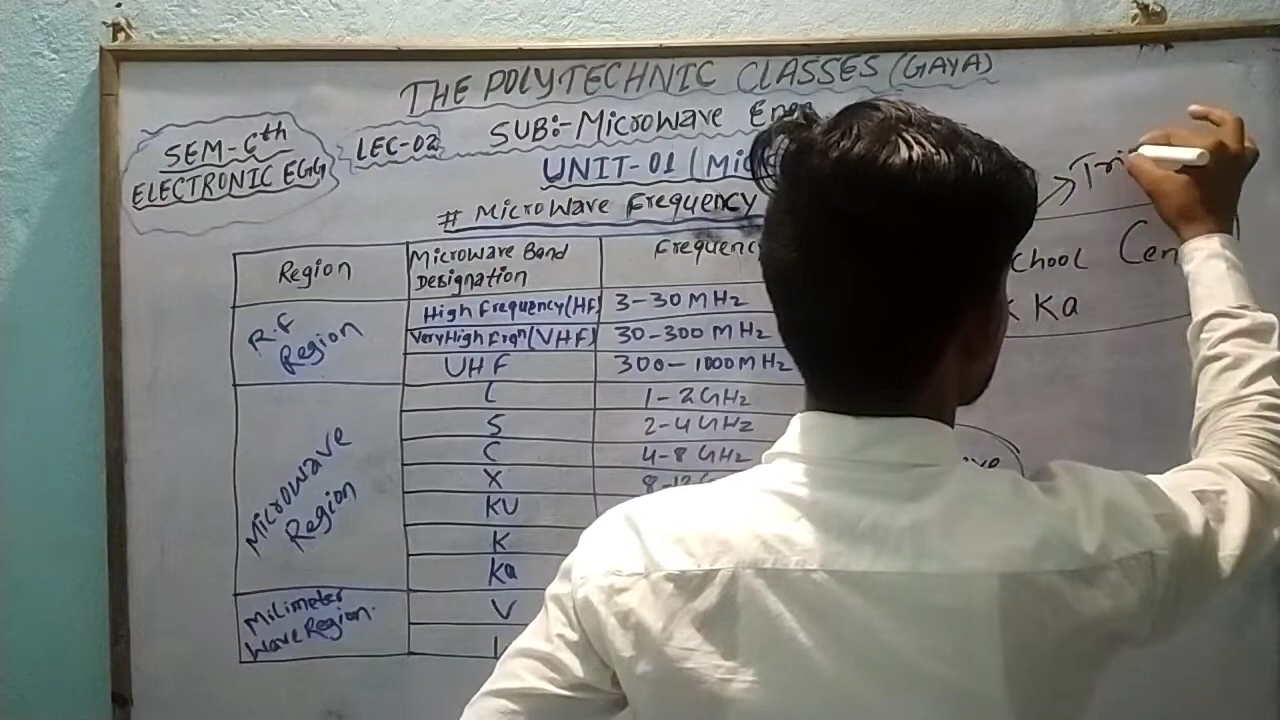 THE POLYTECHNIC CLASSES (GAYA)
SEM-6th
ELECTRONIC EGG
LEC-02
SUB:- Microwave Eng
UNIT-01 | Mic
# Microwave Frequency
Region
Microwave Band
Designation
Frequency
R.F
Region
High Frequency (HF)
3-30 MHz
Very High Frqn (VHF)
30-300 MHz
UHF
300-1000 MHz
Microwave
Region
L
1-2 GHz
S
2-4 GHz
C
4-8 GHz
X
8-12
KU
K
Ka
Milimeter
Wave Region.
V
Tri
chool Cen
K Ka